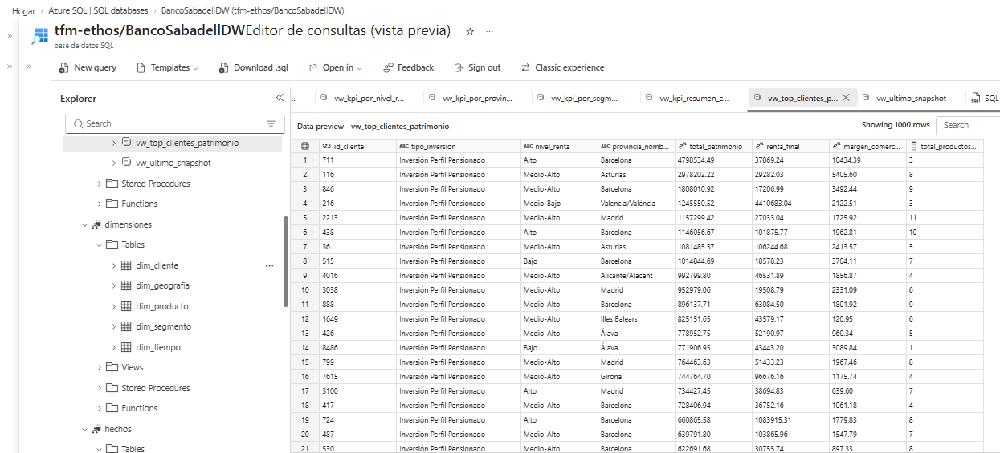 Hogar > Azure SQL | SQL databases > BancoSabadellDW (tfm-ethos/BancoSabadellDW)
tfm-ethos/BancoSabadellDW Editor de consultas (vista previa) ☆ ...
base de datos SQL
New query Templates Download .sql Open in Feedback Sign out Classic experience
Explorer
Search
vw_top_clientes_patrimonio
vw_ultimo_snapshot
Stored Procedures
Functions
dimensiones
Tables
dim_cliente ...
dim_geografia
dim_producto
dim_segmento
dim_tiempo
Views
Stored Procedures
Functions
hechos
Tables
... vw_kpi_por_nivel_r... vw_kpi_por_provin... vw_kpi_por_segm... vw_kpi_resumen_c... vw_top_clientes_p... vw_ultimo_snapshot SQL
Data preview - vw_top_clientes_patrimonio Showing 1000 rows Search
123 id_cliente ABC tipo_inversion ABC nivel_renta ABC provincia_nomb... total_patrimonio renta_final margen_comerc... total_productos...
1 711 Inversión Perfil Pensionado Alto Barcelona 4798534.49 37869.24 10434.39 3
2 116 Inversión Perfil Pensionado Medio-Alto Asturias 2978202.22 29282.03 5405.60 8
3 846 Inversión Perfil Pensionado Medio-Alto Barcelona 1808010.92 17206.99 3492.44 9
4 216 Inversión Perfil Pensionado Medio-Bajo Valencia/València 1245550.52 4410683.04 2122.51 3
5 2213 Inversión Perfil Pensionado Medio-Alto Madrid 1157299.42 27033.04 1725.92 11
6 438 Inversión Perfil Pensionado Alto Barcelona 1146056.67 101875.77 1962.81 10
7 36 Inversión Perfil Pensionado Medio-Alto Asturias 1081485.57 106244.68 2413.57 5
8 515 Inversión Perfil Pensionado Bajo Barcelona 1014844.69 18578.23 3704.11 7
9 4016 Inversión Perfil Pensionado Medio-Alto Alicante/Alacant 992799.80 46531.89 1856.87 4
10 3038 Inversión Perfil Pensionado Medio-Alto Madrid 952979.06 19508.79 2331.09 6
11 888 Inversión Perfil Pensionado Medio-Alto Barcelona 896137.71 63084.50 1801.92 9
12 1649 Inversión Perfil Pensionado Medio-Alto Illes Balears 825151.65 43579.17 120.95 6
13 426 Inversión Perfil Pensionado Medio-Alto Álava 778952.75 52190.97 960.34 5
14 8486 Inversión Perfil Pensionado Bajo Álava 771906.95 43443.20 3089.84 1
15 799 Inversión Perfil Pensionado Medio-Alto Madrid 764463.63 51433.23 1967.46 8
16 7615 Inversión Perfil Pensionado Medio-Alto Girona 744764.70 96676.16 1175.74 4
17 3100 Inversión Perfil Pensionado Alto Madrid 734427.45 38694.83 639.60 7
18 417 Inversión Perfil Pensionado Medio-Alto Barcelona 728406.94 36752.16 1061.18 4
19 724 Inversión Perfil Pensionado Alto Barcelona 660865.58 1083915.31 1779.83 8
20 487 Inversión Perfil Pensionado Medio-Alto Barcelona 639791.80 103865.96 1547.79 7
21 530 Inversión Perfil Pensionado Medio-Alto Barcelona 622691.68 30755.74 897.33 8